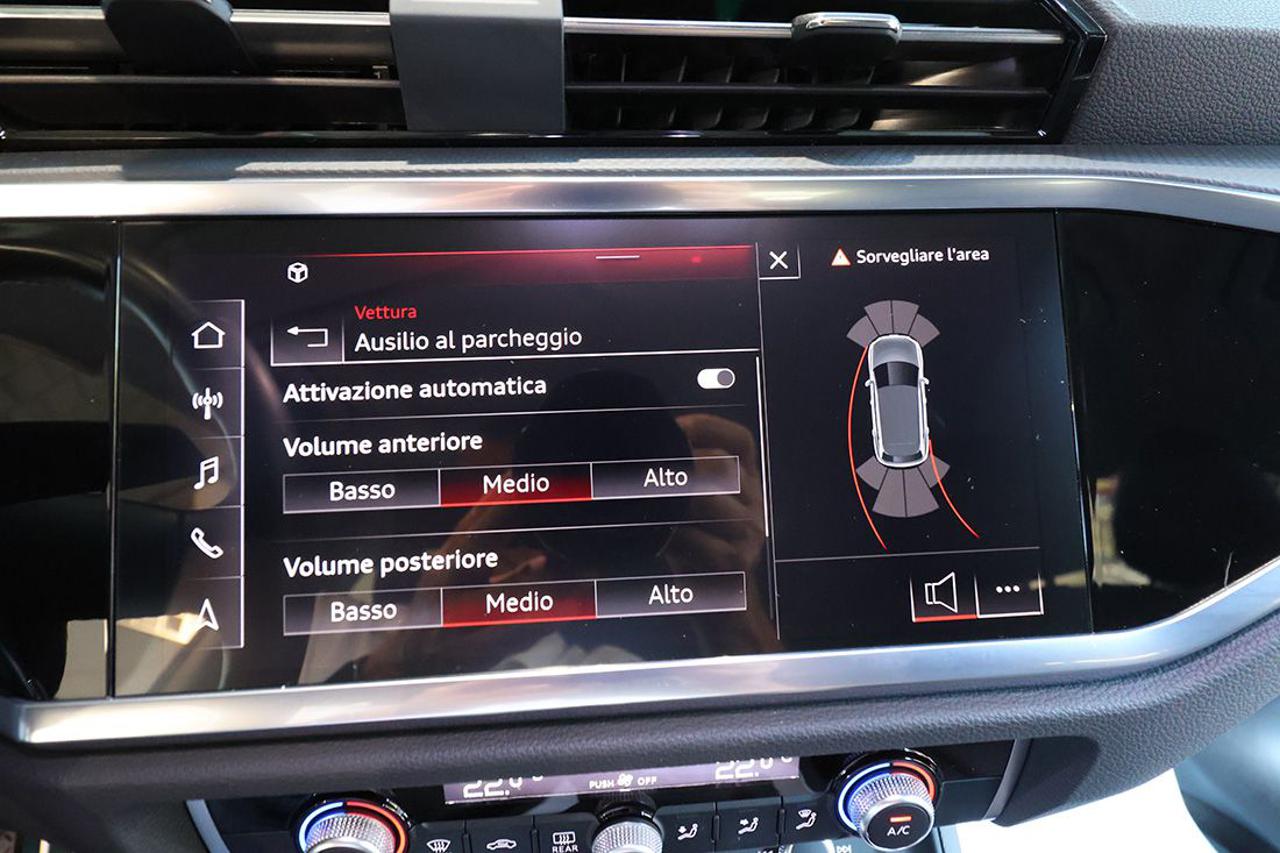 Sorvegliare l'area
Vettura
Ausilio al parcheggio
Attivazione automatica
Volume anteriore
Basso Medio Alto
Volume posteriore
Basso Medio Alto
PUSH OFF
REAR
A/C